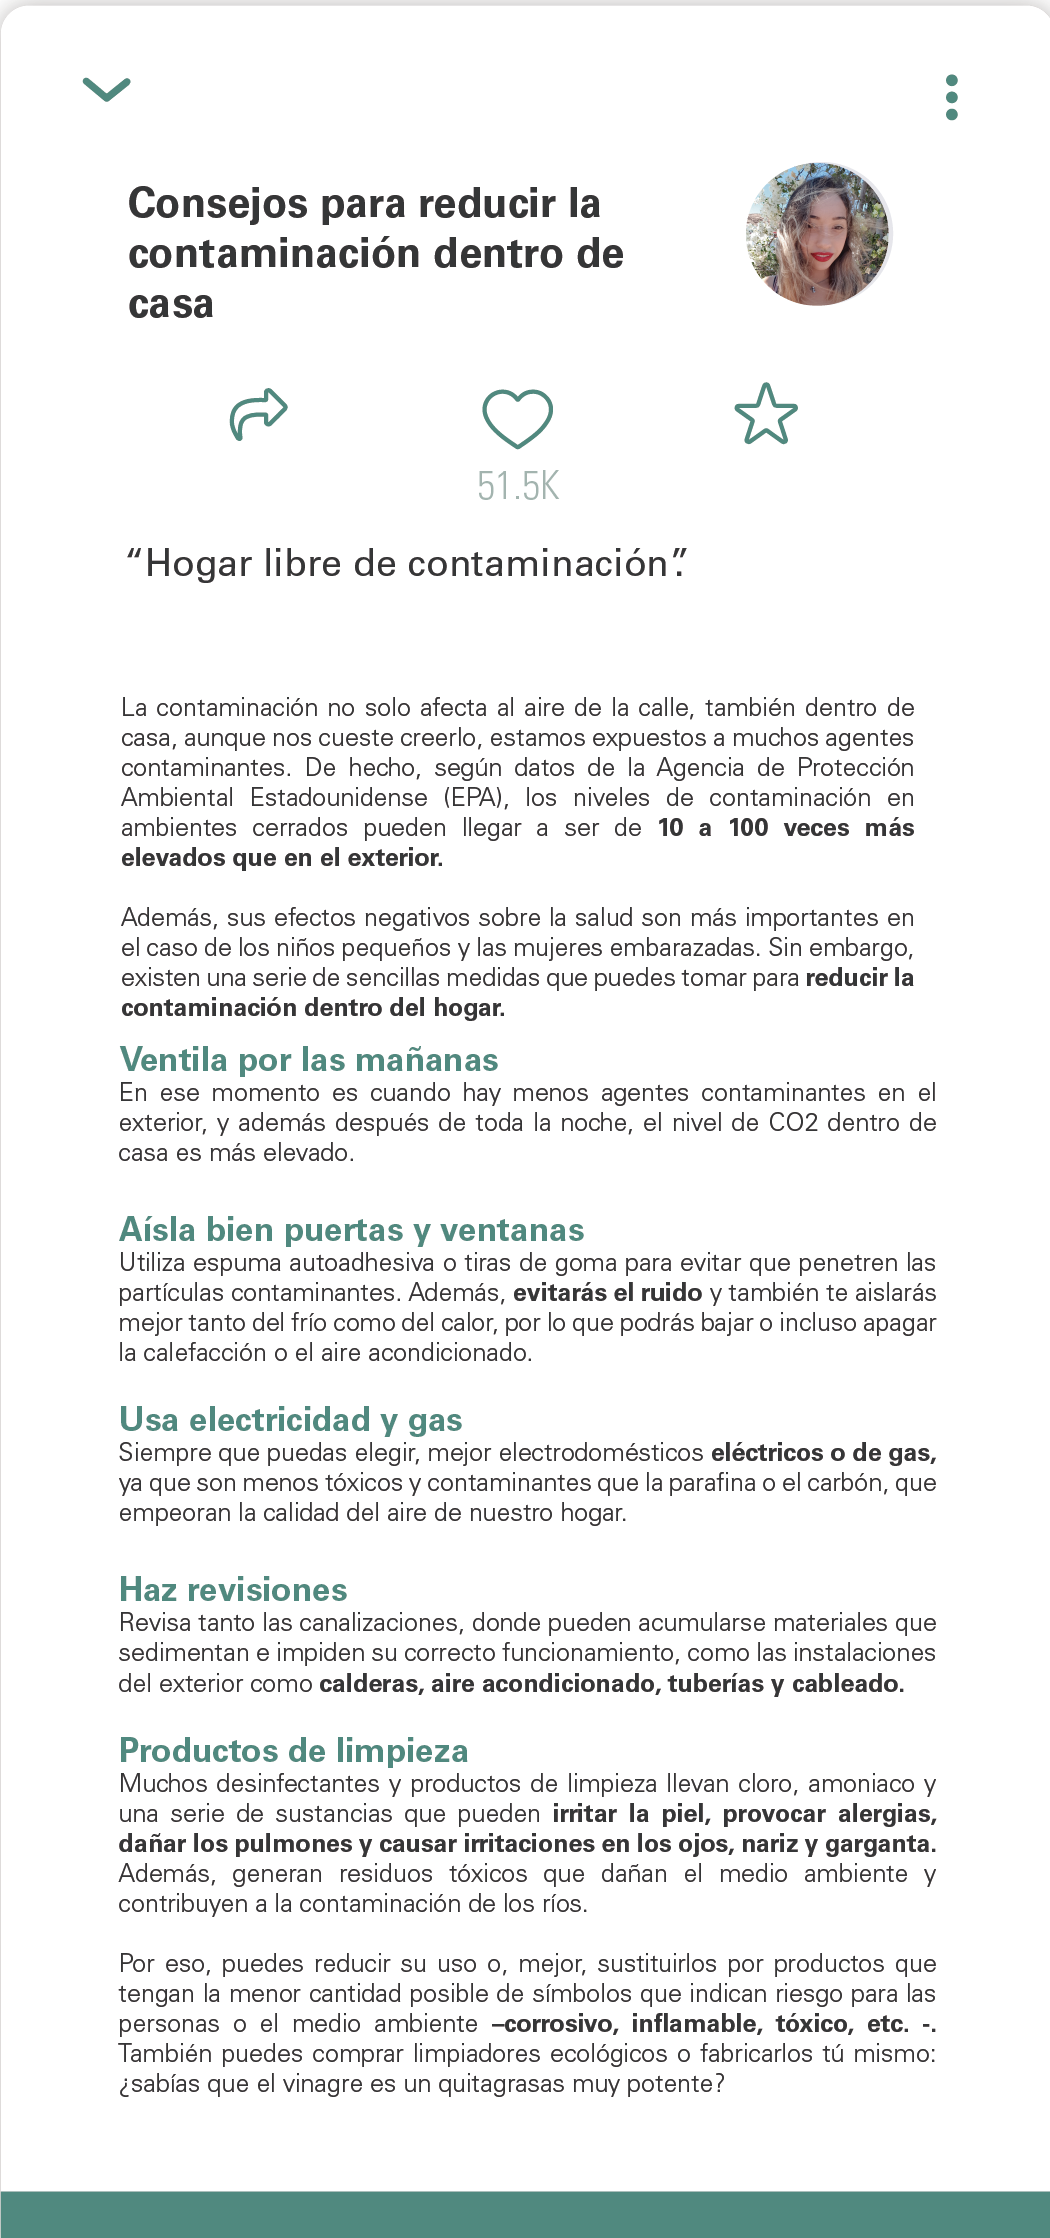 Consejos para reducir la
contaminación dentro de
casa
51.5K
“Hogar libre de contaminación”.
La contaminación no solo afecta al aire de la calle, también dentro de
casa, aunque nos cueste creerlo, estamos expuestos a muchos agentes
contaminantes. De hecho, según datos de la Agencia de Protección
Ambiental Estadounidense (EPA), los niveles de contaminación en
ambientes cerrados pueden llegar a ser de 10 a 100 veces más
elevados que en el exterior.
Además, sus efectos negativos sobre la salud son más importantes en
el caso de los niños pequeños y las mujeres embarazadas. Sin embargo,
existen una serie de sencillas medidas que puedes tomar para reducir la
contaminación dentro del hogar.
Ventila por las mañanas
En ese momento es cuando hay menos agentes contaminantes en el
exterior, y además después de toda la noche, el nivel de CO2 dentro de
casa es más elevado.
Aísla bien puertas y ventanas
Utiliza espuma autoadhesiva o tiras de goma para evitar que penetren las
partículas contaminantes. Además, evitarás el ruido y también te aislarás
mejor tanto del frío como del calor, por lo que podrás bajar o incluso apagar
la calefacción o el aire acondicionado.
Usa electricidad y gas
Siempre que puedas elegir, mejor electrodomésticos eléctricos o de gas,
ya que son menos tóxicos y contaminantes que la parafina o el carbón, que
empeoran la calidad del aire de nuestro hogar.
Haz revisiones
Revisa tanto las canalizaciones, donde pueden acumularse materiales que
sedimentan e impiden su correcto funcionamiento, como las instalaciones
del exterior como calderas, aire acondicionado, tuberías y cableado.
Productos de limpieza
Muchos desinfectantes y productos de limpieza llevan cloro, amoniaco y
una serie de sustancias que pueden irritar la piel, provocar alergias,
dañar los pulmones y causar irritaciones en los ojos, nariz y garganta.
Además, generan residuos tóxicos que dañan el medio ambiente y
contribuyen a la contaminación de los ríos.
Por eso, puedes reducir su uso o, mejor, sustituirlos por productos que
tengan la menor cantidad posible de símbolos que indican riesgo para las
personas o el medio ambiente –corrosivo, inflamable, tóxico, etc. -.
También puedes comprar limpiadores ecológicos o fabricarlos tú mismo:
¿sabías que el vinagre es un quitagrasas muy potente?